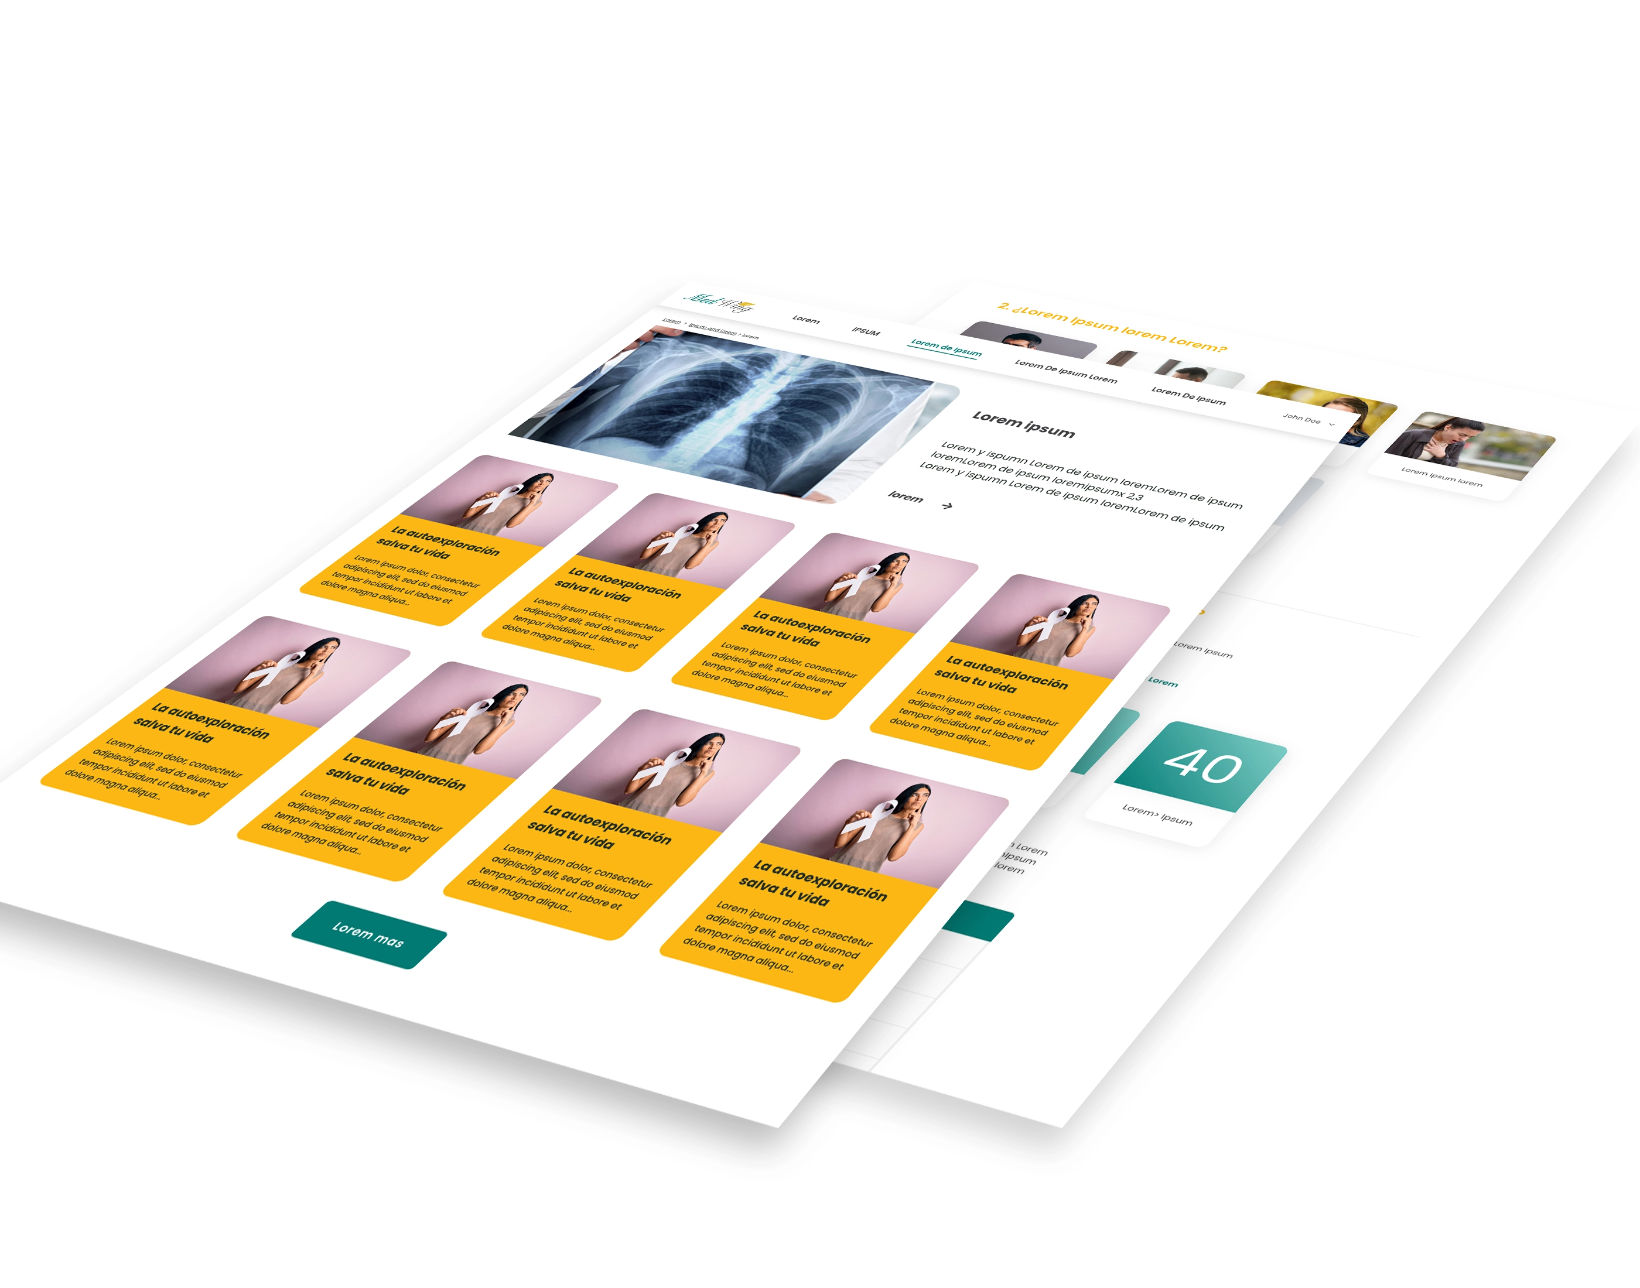 Med Wing
Lorem
IPSUM
Lorem de Ipsum
Lorem De Ipsum Lorem
Lorem De Ipsum
John Doe
Lorem > Ipsum and Lorem > lorem
Lorem ipsum
Lorem y ispumn Lorem de ipsum loremLorem de ipsum
loremLorem de ipsum loremipsumx 2,3
Lorem y ispumn Lorem de ipsum loremLorem de ipsum
lorem →
La autoexploración
salva tu vida
Lorem ipsum dolor, consectetur
adipiscing elit, sed do eiusmod
tempor incididunt ut labore et
dolore magna aliqua...
La autoexploración
salva tu vida
Lorem ipsum dolor, consectetur
adipiscing elit, sed do eiusmod
tempor incididunt ut labore et
dolore magna aliqua...
La autoexploración
salva tu vida
Lorem ipsum dolor, consectetur
adipiscing elit, sed do eiusmod
tempor incididunt ut labore et
dolore magna aliqua...
La autoexploración
salva tu vida
Lorem ipsum dolor, consectetur
adipiscing elit, sed do eiusmod
tempor incididunt ut labore et
dolore magna aliqua...
La autoexploración
salva tu vida
Lorem ipsum dolor, consectetur
adipiscing elit, sed do eiusmod
tempor incididunt ut labore et
dolore magna aliqua...
La autoexploración
salva tu vida
Lorem ipsum dolor, consectetur
adipiscing elit, sed do eiusmod
tempor incididunt ut labore et
dolore magna aliqua...
La autoexploración
salva tu vida
Lorem ipsum dolor, consectetur
adipiscing elit, sed do eiusmod
tempor incididunt ut labore et
dolore magna aliqua...
La autoexploración
salva tu vida
Lorem ipsum dolor, consectetur
adipiscing elit, sed do eiusmod
tempor incididunt ut labore et
dolore magna aliqua...
Lorem mas
2. ¿Lorem Ipsum lorem Lorem?
Lorem Ipsum lorem
Lorem Ipsum
Lorem
40
Lorem> Ipsum
Lorem
Ipsum
lorem